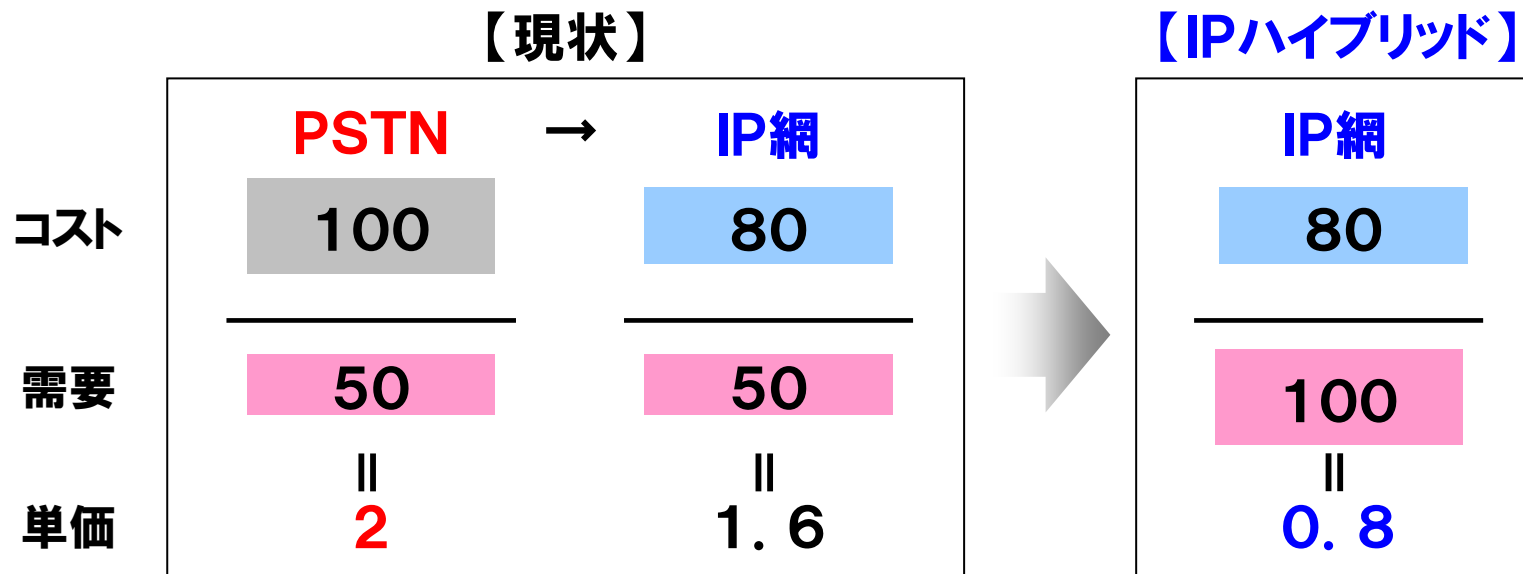 【現状】 【IPハイブリッド】
PSTN → IP網 IP網
コスト 100 80 80
需要 50 50 100
= = =
単価 2 1.6 0.8